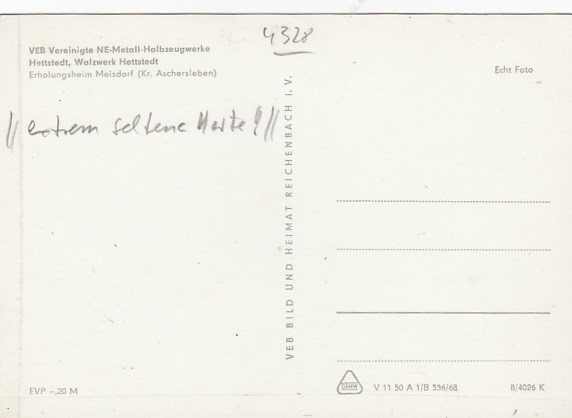 4328
VEB Vereinigte NE-Metall-Halbzeugwerke
Hettstedt, Walzwerk Hettstedt
Erholungsheim Meisdorf (Kr. Aschersleben)
Echt Foto
// extrem seltene Karte !//
VEB BILD UND HEIMAT REICHENBACH I. V.
EVP –.20 M
V 11 50 A 1/B 536/68
8/4026 K